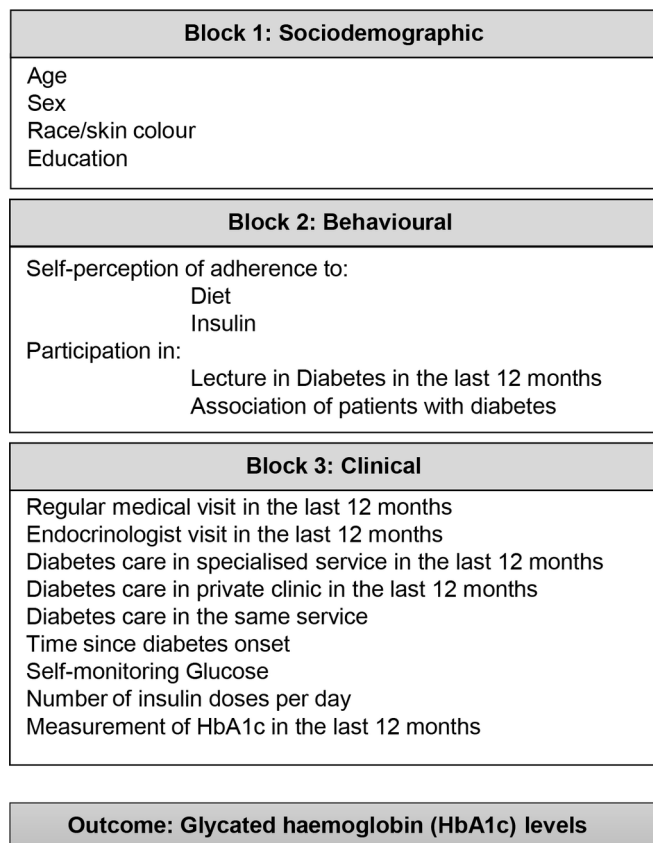 Block 1: Sociodemographic
Age
Sex
Race/skin colour
Education
Block 2: Behavioural
Self-perception of adherence to:
Diet
Insulin
Participation in:
Lecture in Diabetes in the last 12 months
Association of patients with diabetes
Block 3: Clinical
Regular medical visit in the last 12 months
Endocrinologist visit in the last 12 months
Diabetes care in specialised service in the last 12 months
Diabetes care in private clinic in the last 12 months
Diabetes care in the same service
Time since diabetes onset
Self-monitoring Glucose
Number of insulin doses per day
Measurement of HbA1c in the last 12 months
Outcome: Glycated haemoglobin (HbA1c) levels